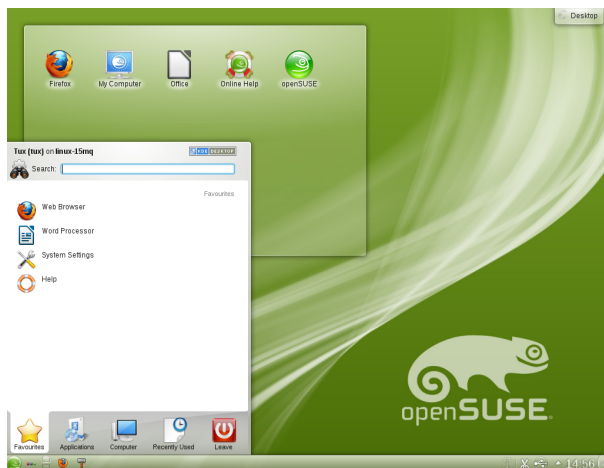 Desktop
Firefox
My Computer
Office
Online Help
openSUSE
Tux (tux) on linux-15mq
KDE DESKTOP
Search:
Favourites
Web Browser
Word Processor
System Settings
Help
openSUSE
Favourites
Applications
Computer
Recently Used
Leave
14:56